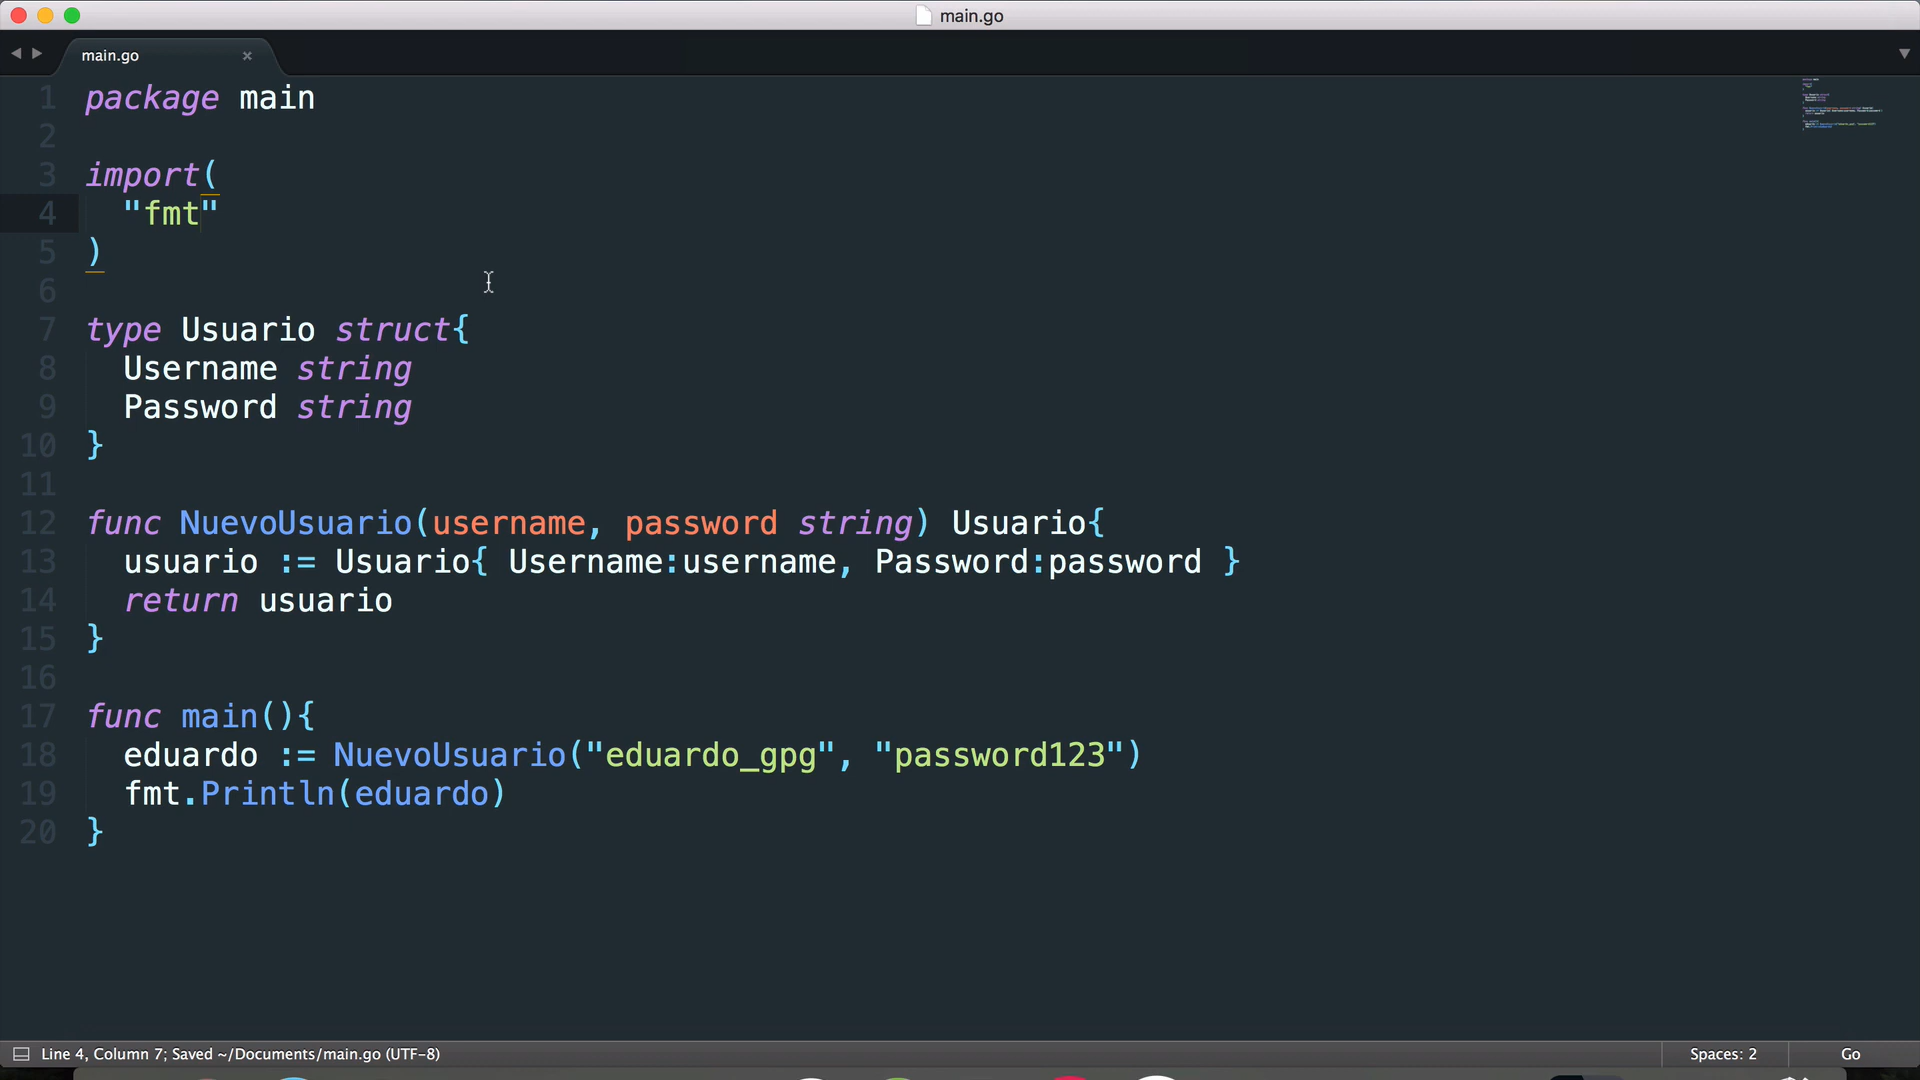 main.go
main.go
1 package main
2
3 import(
4 "fmt"
5 )
6
7 type Usuario struct{
8 Username string
9 Password string
10 }
11
12 func NuevoUsuario(username, password string) Usuario{
13 usuario := Usuario{ Username:username, Password:password }
14 return usuario
15 }
16
17 func main(){
18 eduardo := NuevoUsuario("eduardo_gpg", "password123")
19 fmt.Println(eduardo)
20 }
Line 4, Column 7; Saved ~/Documents/main.go (UTF-8)
Spaces: 2
Go